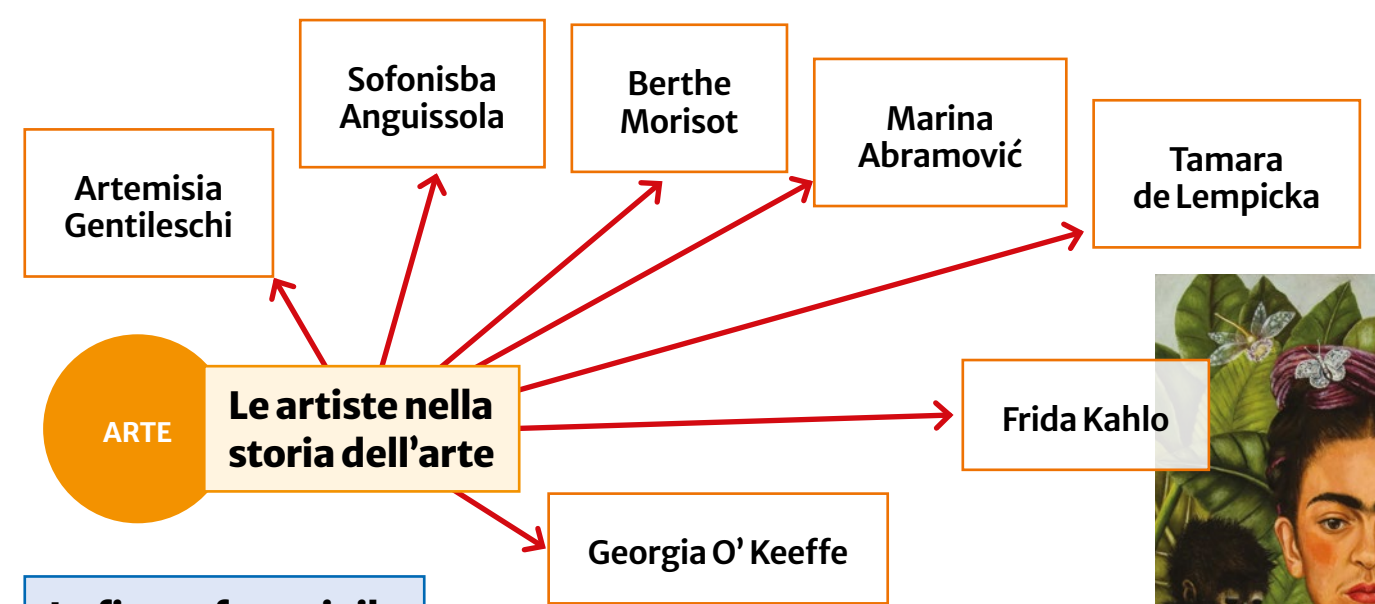 Sofonisba
Anguissola
Berthe
Morisot
Marina
Abramović
Tamara
de Lempicka
Artemisia
Gentileschi
ARTE
Le artiste nella
storia dell’arte
Frida Kahlo
Georgia O’ Keeffe